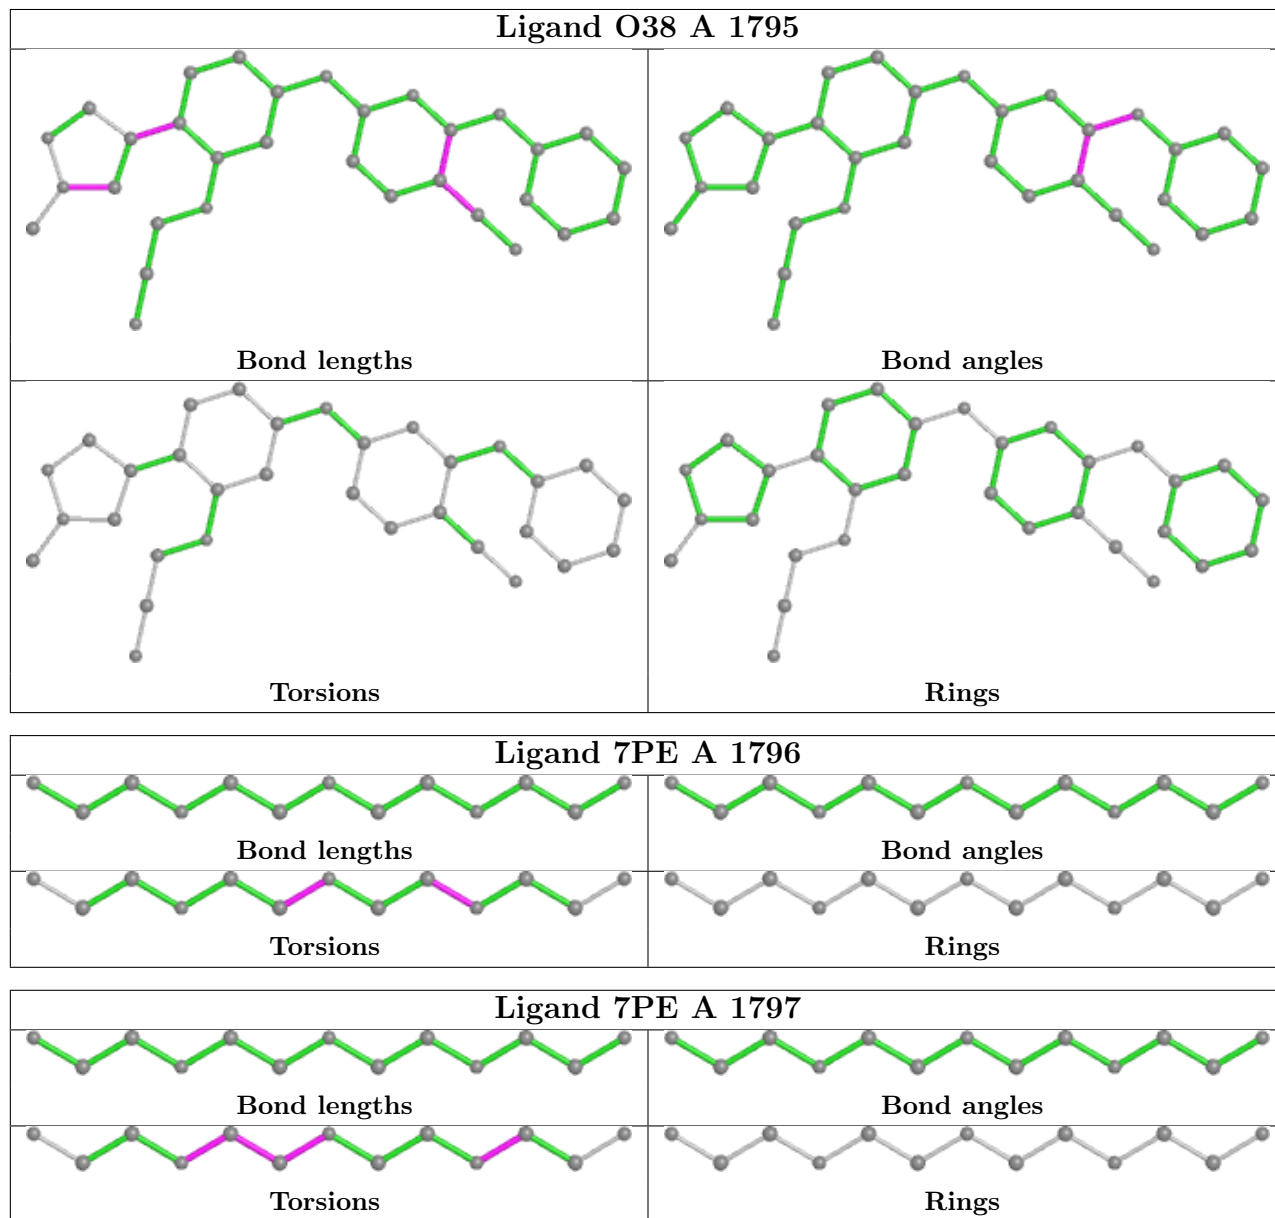 Ligand O38 A 1795
Bond lengths
Bond angles
Torsions
Rings
Ligand 7PE A 1796
Bond lengths
Bond angles
Torsions
Rings
Ligand 7PE A 1797
Bond lengths
Bond angles
Torsions
Rings